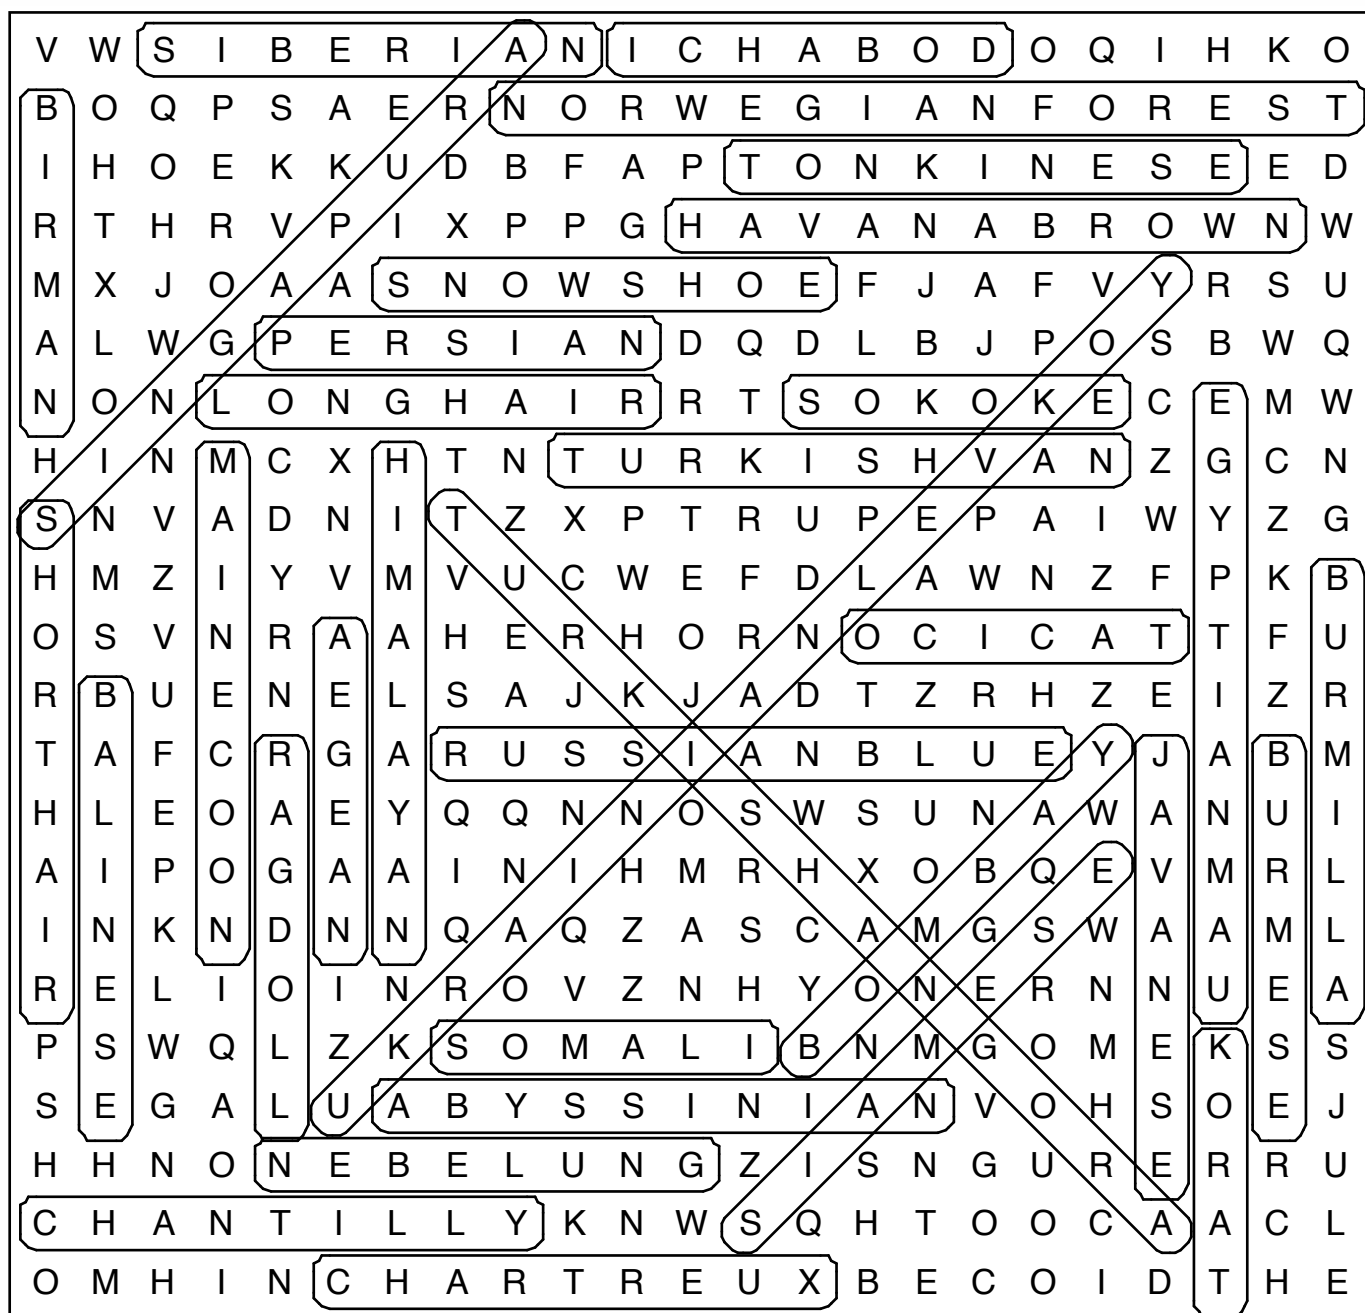 V W S I B E R I A N I C H A B O D O Q I H K O
B O Q P S A E R N O R W E G I A N F O R E S T
I H O E K K U D B F A P T O N K I N E S E E D
R T H R V P I X P P G H A V A N A B R O W N W
M X J O A A S N O W S H O E F J A F V Y R S U
A L W G P E R S I A N D Q D L B J P O S B W Q
N O N L O N G H A I R R T S O K O K E C E M W
H I N M C X H T N T U R K I S H V A N Z G C N
S N V A D N I T Z X P T R U P E P A I W Y Z G
H M Z I Y V M V U C W E F D L A W N Z F P K B
O S V N R A A H E R H O R N O C I C A T T F U
R B U E N E L S A J K J A D T Z R H Z E I Z R
T A F C R G A R U S S I A N B L U E Y J A B M
H L E O A E Y Q Q N N O S W S U N A W A N U I
A I P O G A A I N I H M R H X O B Q E V M R L
I N K N D N N Q A Q Z A S C A M G S W A A M L
R E L I O I N R O V Z N H Y O N E R N N U E A
P S W Q L Z K S O M A L I B N M G O M E K S S
S E G A L U A B Y S S I N I A N V O H S O E J
H H N O N E B E L U N G Z I S N G U R E R R U
C H A N T I L L Y K N W S Q H T O O C A A C L
O M H I N C H A R T R E U X B E C O I D T H E